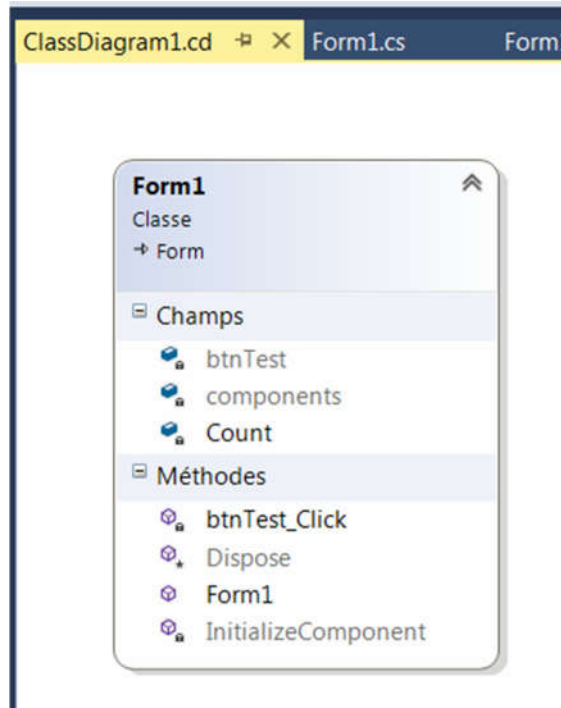 ClassDiagram1.cd Form1.cs Form
Form1
Classe
Form
Champs
btnTest
components
Count
Méthodes
btnTest_Click
Dispose
Form1
InitializeComponent